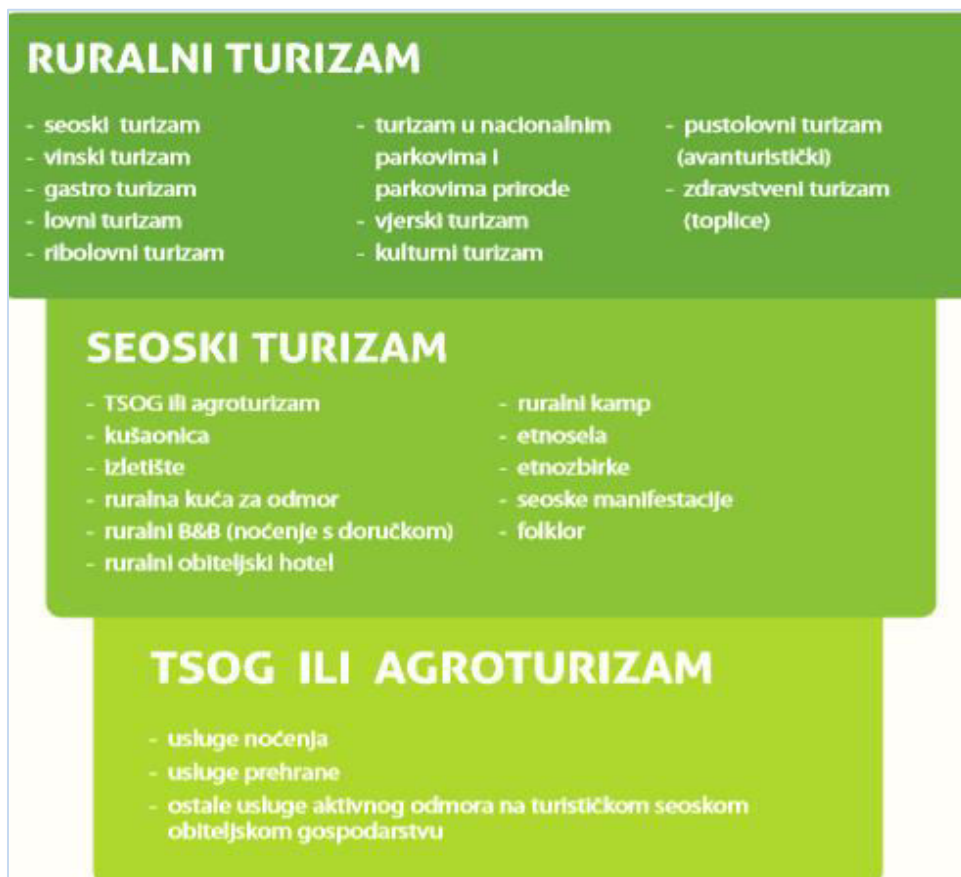 RURALNI TURIZAM
- seoski turizam
- vinski turizam
- gastro turizam
- lovni turizam
- ribolovni turizam
- turizam u nacionalnim
parkovima i
parkovima prirode
- vjerski turizam
- kulturni turizam
- pustolovni turizam
(avanturistički)
- zdravstveni turizam
(toplice)
SEOSKI TURIZAM
- TSOG ili agroturizam
- kušaonica
- izletište
- ruralna kuća za odmor
- ruralni B&B (noćenje s doručkom)
- ruralni obiteljski hotel
- ruralni kamp
- etnosela
- etnozbirke
- seoske manifestacije
- folklor
TSOG ILI AGROTURIZAM
- usluge noćenja
- usluge prehrane
- ostale usluge aktivnog odmora na turističkom seoskom
obiteljskom gospodarstvu